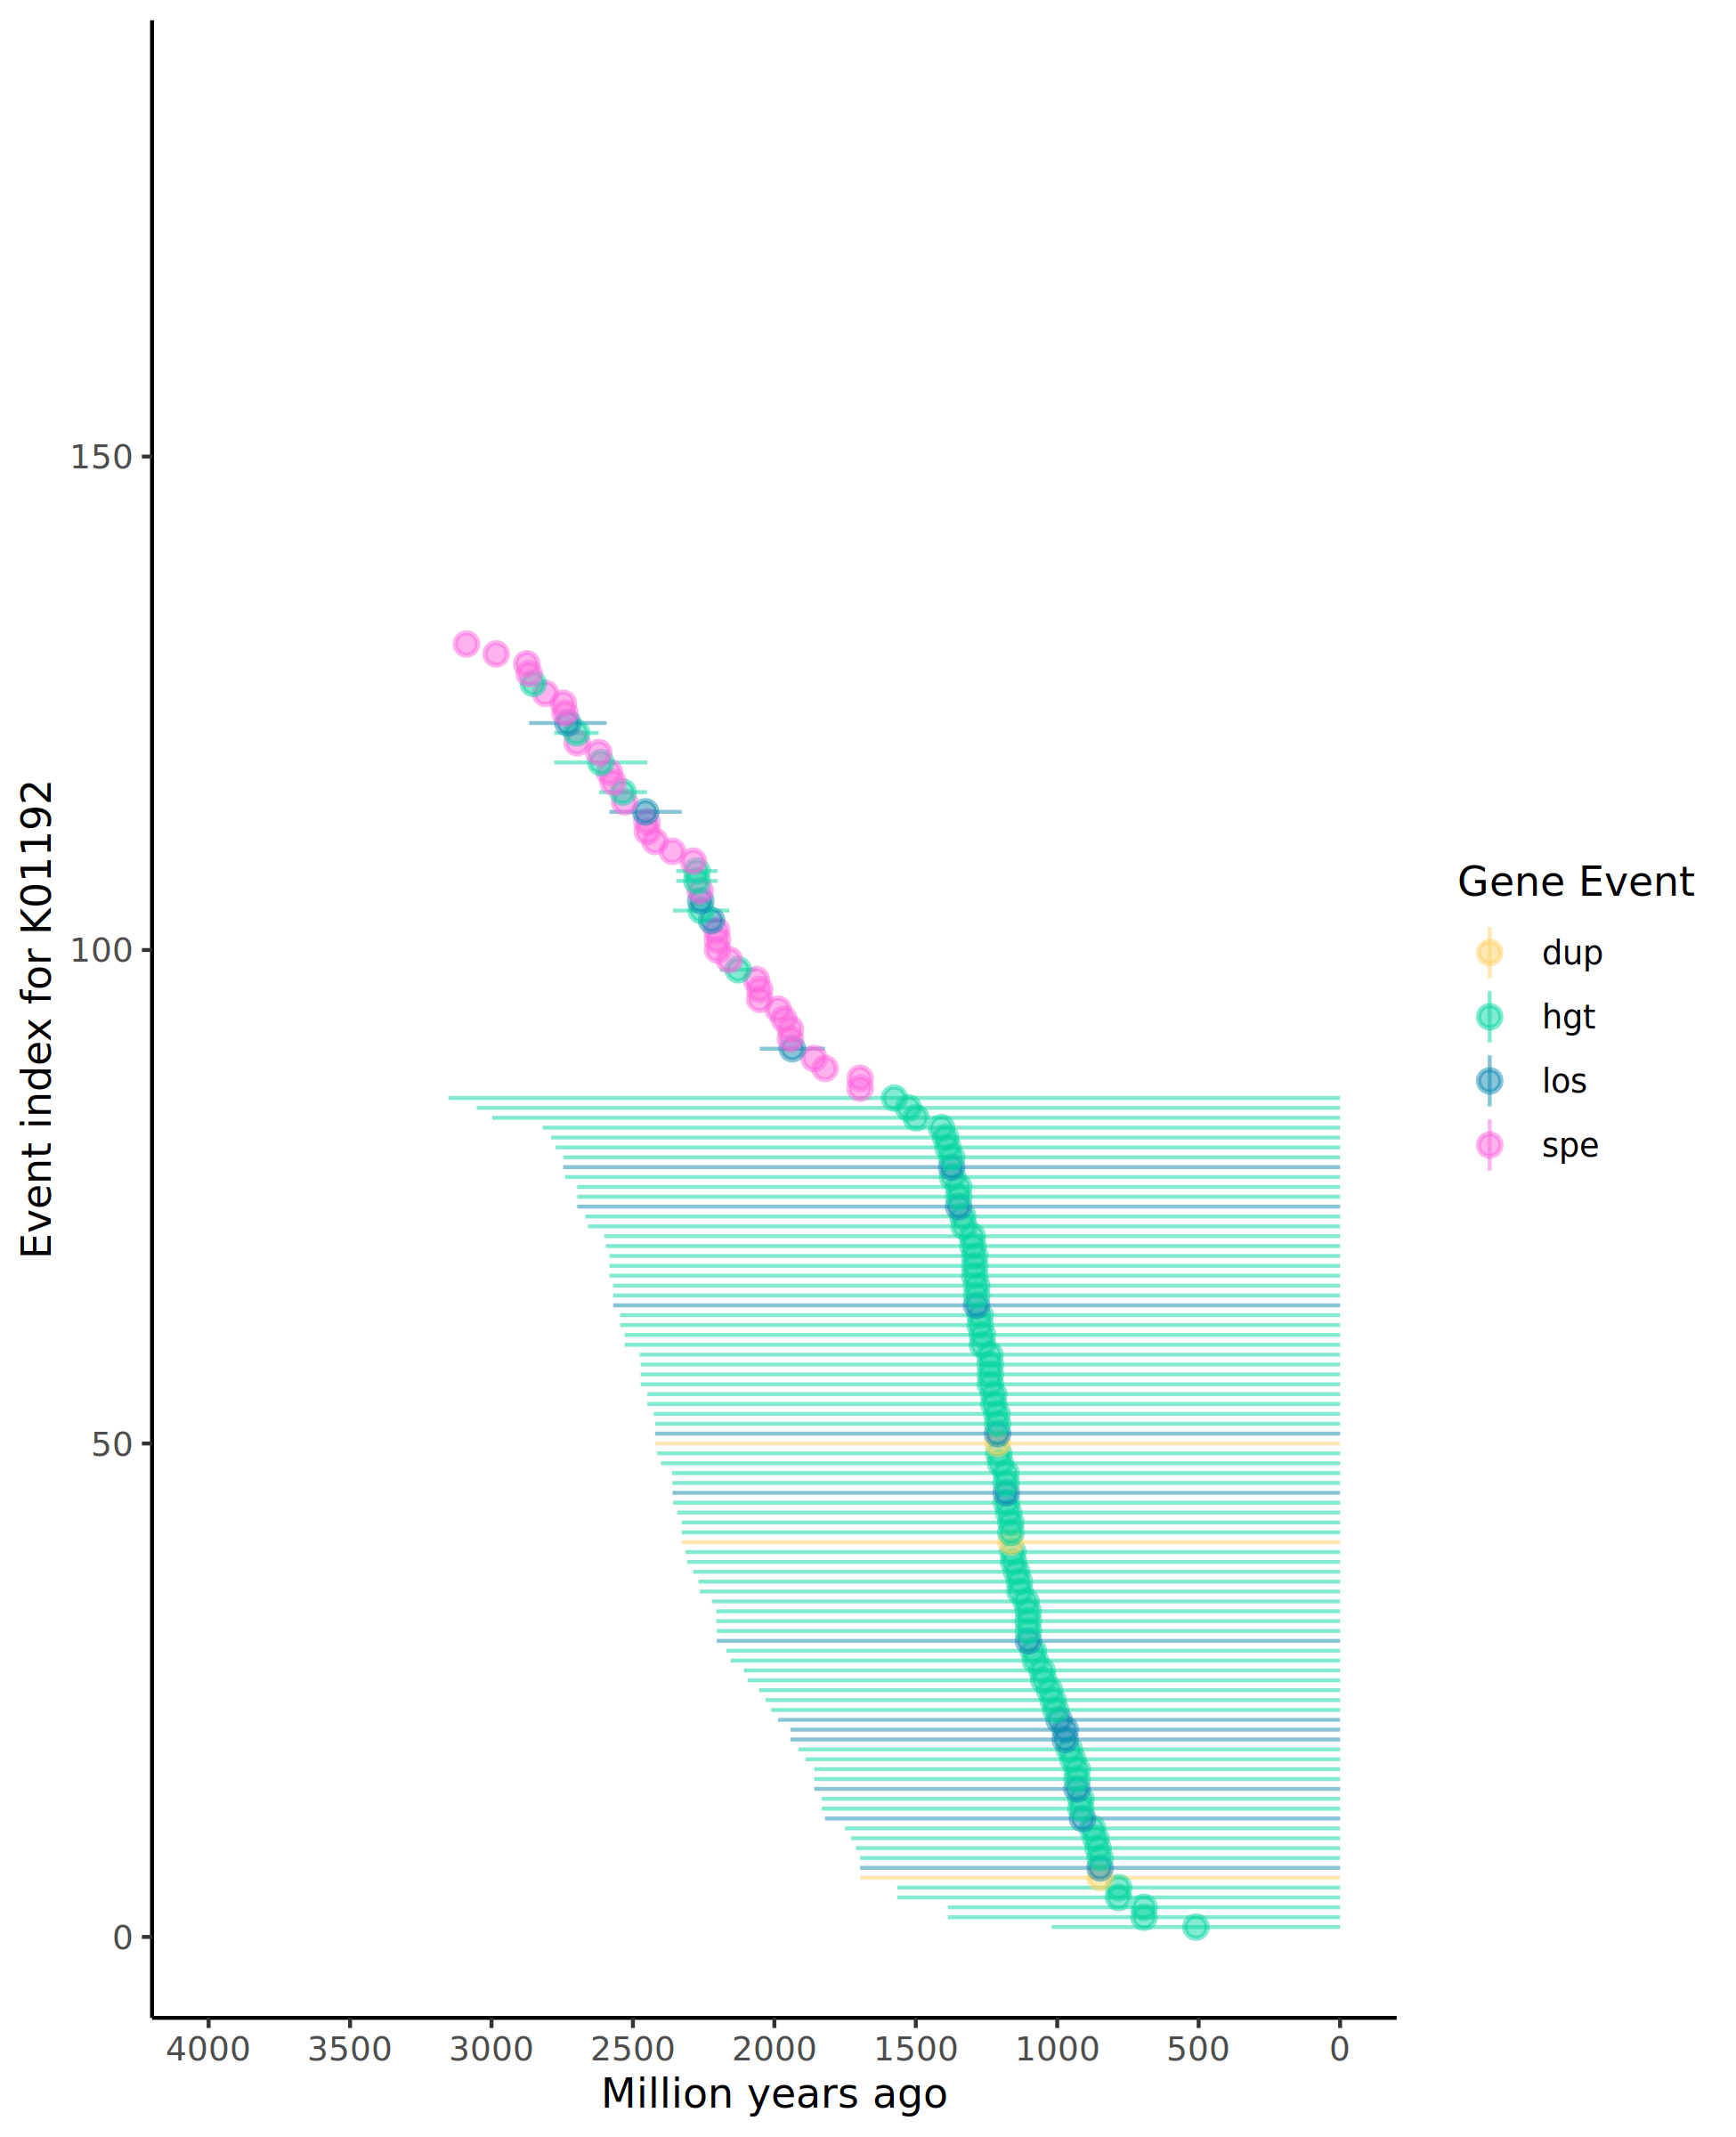 Event index for K01192
150
100
50
0
4000 3500 3000 2500 2000 1500 1000 500 0
Million years ago
Gene Event
dup
hgt
los
spe